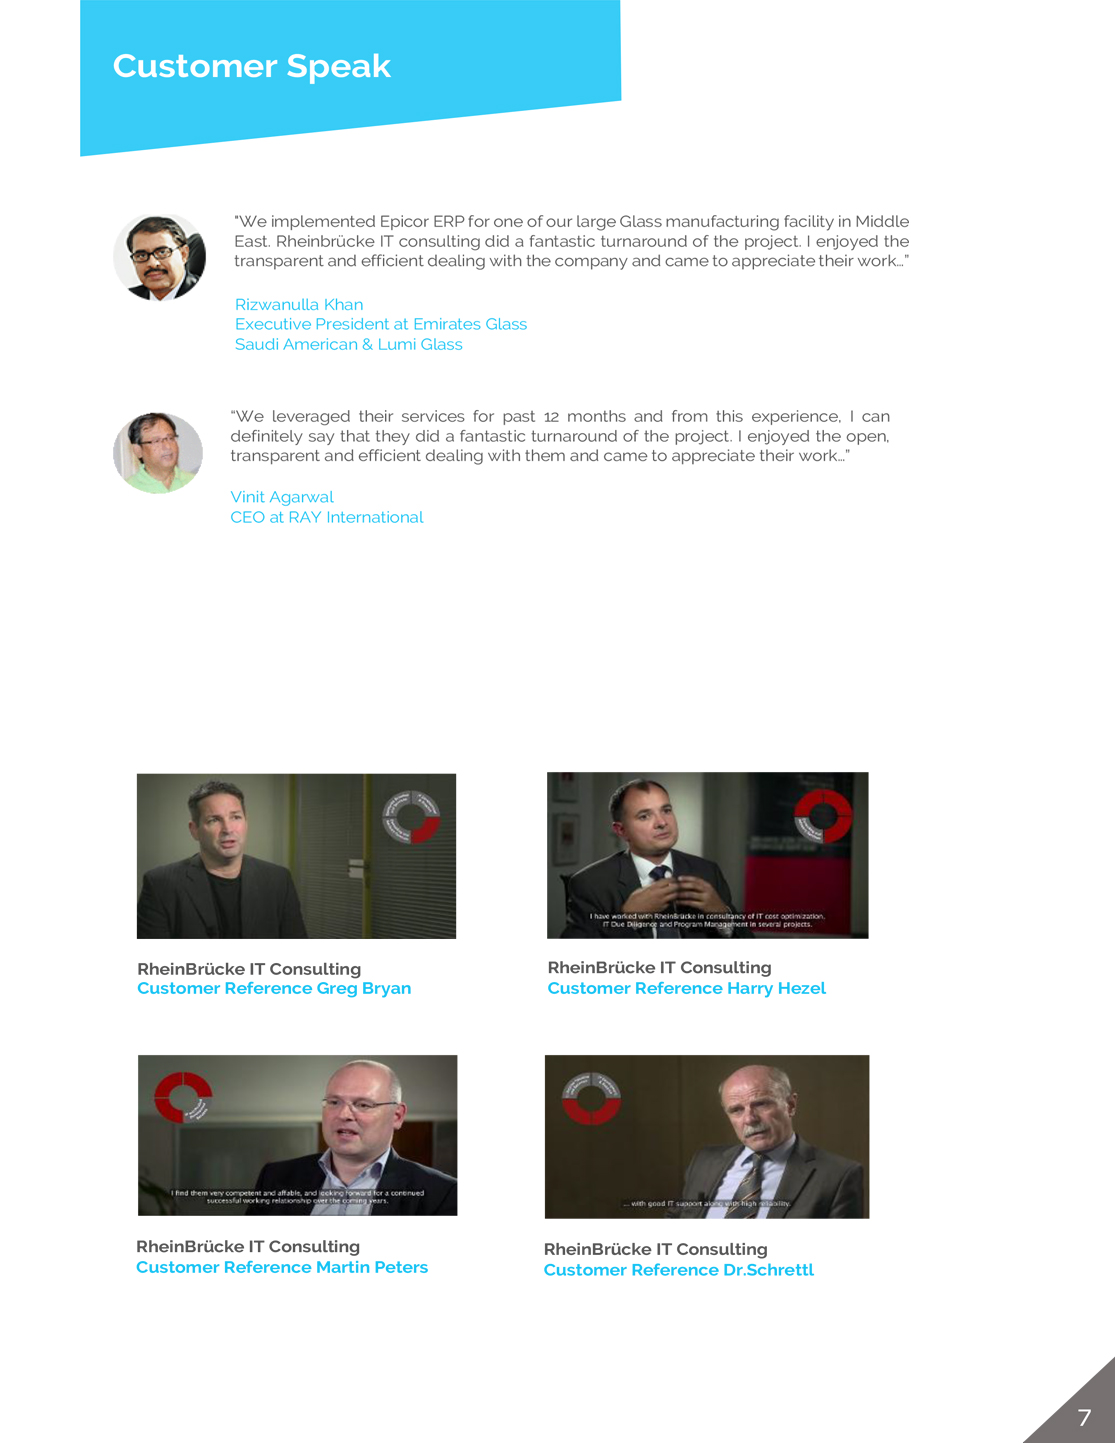 Customer Speak
"We implemented Epicor ERP for one of our large Glass manufacturing facility in Middle
East. Rheinbrücke IT consulting did a fantastic turnaround of the project. I enjoyed the
transparent and efficient dealing with the company and came to appreciate their work…”
Rizwanulla Khan
Executive President at Emirates Glass
Saudi American & Lumi Glass
“We leveraged their services for past 12 months and from this experience, I can
definitely say that they did a fantastic turnaround of the project. I enjoyed the open,
transparent and efficient dealing with them and came to appreciate their work…”
Vinit Agarwal
CEO at RAY International
I have worked with RheinBrücke in consultancy of IT cost optimization,
IT Due Diligence and Program Management in several projects.
RheinBrücke IT Consulting
Customer Reference Greg Bryan
RheinBrücke IT Consulting
Customer Reference Harry Hezel
I find them very competent and affable, and looking forward for a continued
successful working relationship over the coming years.
... with good IT support along with high reliability.
RheinBrücke IT Consulting
Customer Reference Martin Peters
RheinBrücke IT Consulting
Customer Reference Dr.Schrettl
7